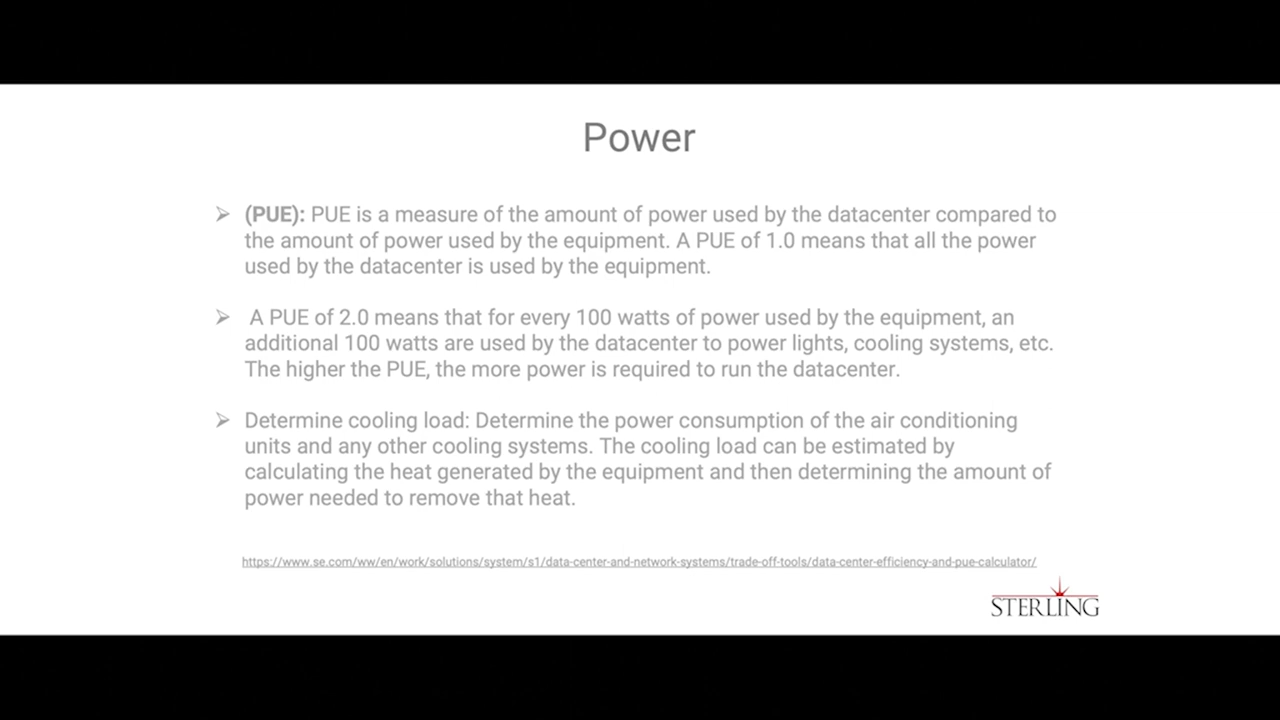 Power
➢ (PUE): PUE is a measure of the amount of power used by the datacenter compared to
the amount of power used by the equipment. A PUE of 1.0 means that all the power
used by the datacenter is used by the equipment.
➢ A PUE of 2.0 means that for every 100 watts of power used by the equipment, an
additional 100 watts are used by the datacenter to power lights, cooling systems, etc.
The higher the PUE, the more power is required to run the datacenter.
➢ Determine cooling load: Determine the power consumption of the air conditioning
units and any other cooling systems. The cooling load can be estimated by
calculating the heat generated by the equipment and then determining the amount of
power needed to remove that heat.
https://www.se.com/ww/en/work/solutions/system/s1/data-center-and-network-systems/trade-off-tools/data-center-efficiency-and-pue-calculator/
STERLING